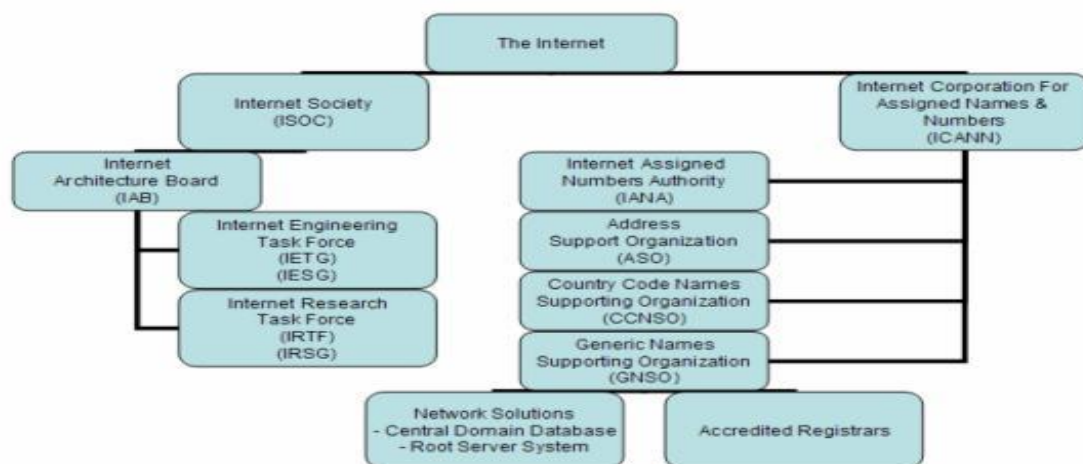 The Internet
Internet Society
(ISOC)
Internet Corporation For
Assigned Names &
Numbers
(ICANN)
Internet
Architecture Board
(IAB)
Internet Engineering
Task Force
(IETG)
(IESG)
Internet Research
Task Force
(IRTF)
(IRSG)
Internet Assigned
Numbers Authority
(IANA)
Address
Support Organization
(ASO)
Country Code Names
Supporting Organization
(CCNSO)
Generic Names
Supporting Organization
(GNSO)
Network Solutions
- Central Domain Database
- Root Server System
Accredited Registrars